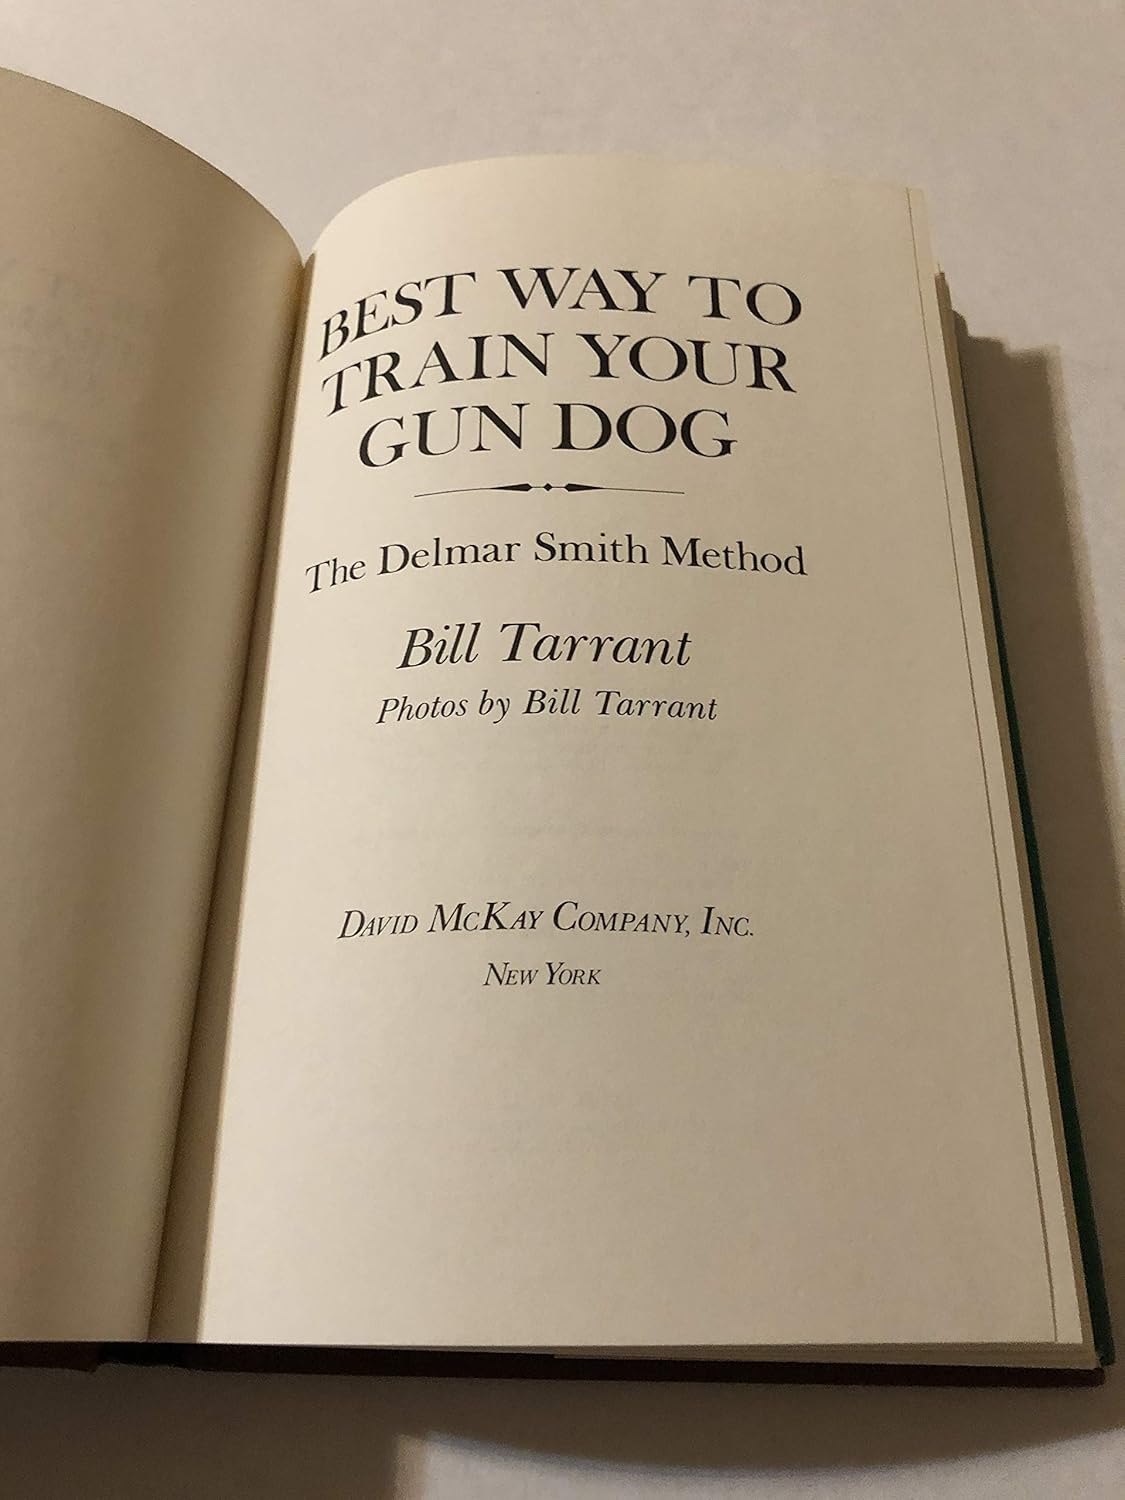 BEST WAY TO
TRAIN YOUR
GUN DOG
The Delmar Smith Method
Bill Tarrant
Photos by Bill Tarrant
DAVID MCKAY COMPANY, INC.
NEW YORK